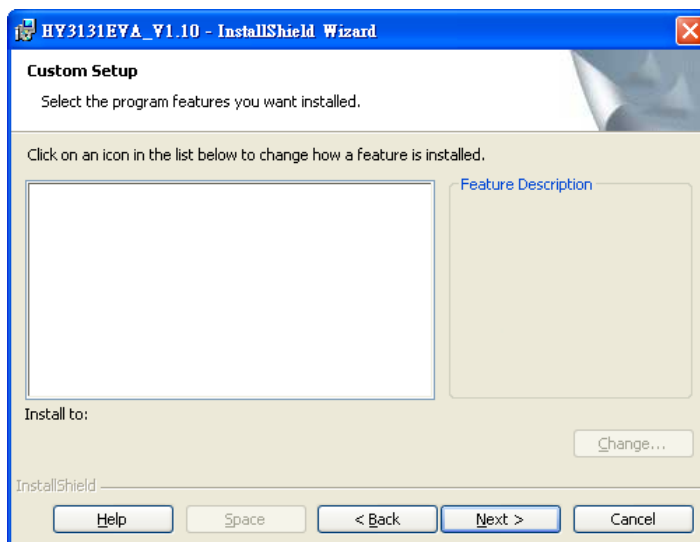 HY3131EVA_V1.10 - InstallShield Wizard
Custom Setup
Select the program features you want installed.
Click on an icon in the list below to change how a feature is installed.
Feature Description
Install to:
Change...
InstallShield
Help
Space
< Back
Next >
Cancel